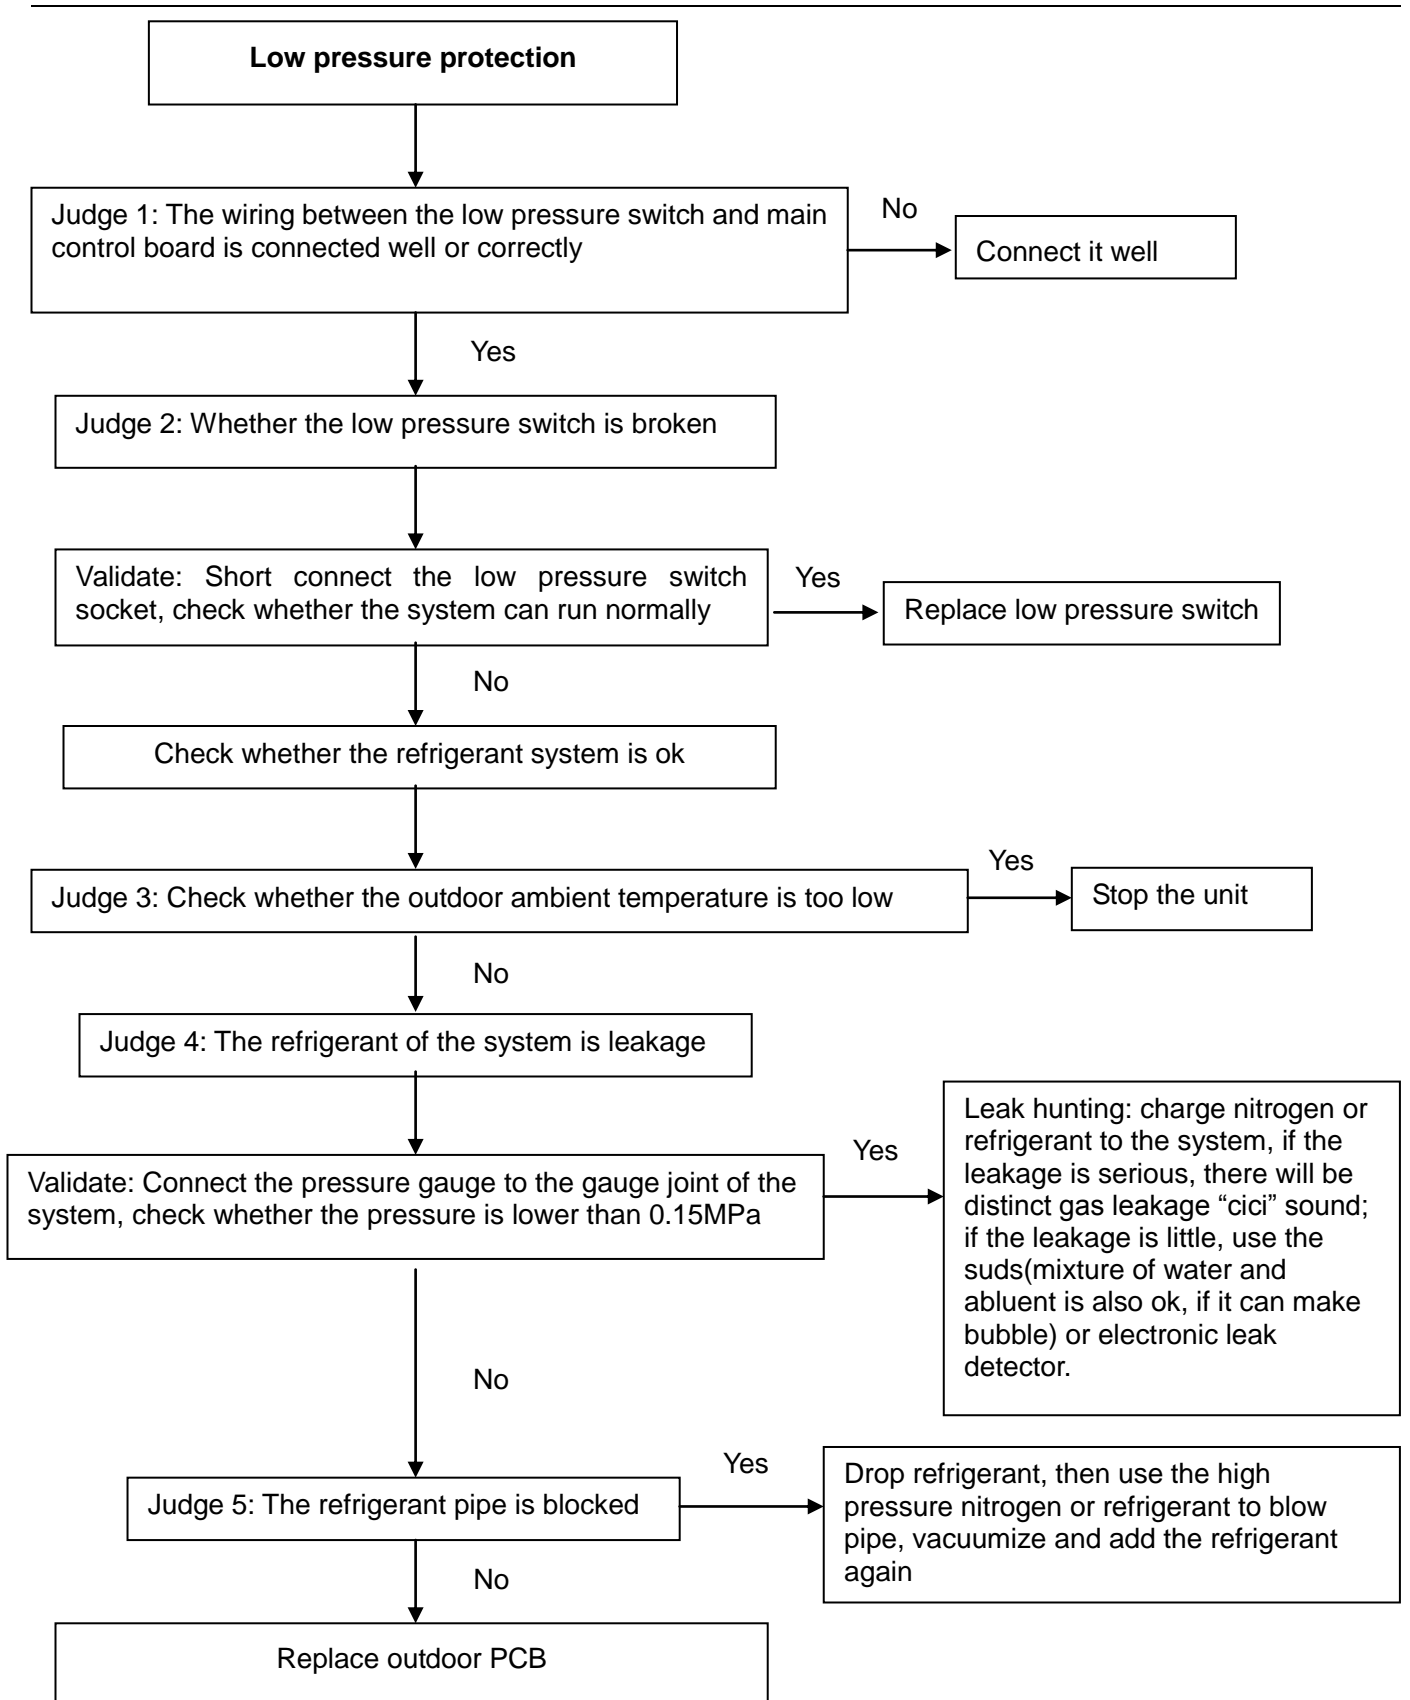 Low pressure protection
Judge 1: The wiring between the low pressure switch and main
control board is connected well or correctly
No
Connect it well
Yes
Judge 2: Whether the low pressure switch is broken
Validate: Short connect the low pressure switch
socket, check whether the system can run normally
Yes
Replace low pressure switch
No
Check whether the refrigerant system is ok
Judge 3: Check whether the outdoor ambient temperature is too low
Yes
Stop the unit
No
Judge 4: The refrigerant of the system is leakage
Validate: Connect the pressure gauge to the gauge joint of the
system, check whether the pressure is lower than 0.15MPa
Yes
Leak hunting: charge nitrogen or
refrigerant to the system, if the
leakage is serious, there will be
distinct gas leakage “cici” sound;
if the leakage is little, use the
suds(mixture of water and
abluent is also ok, if it can make
bubble) or electronic leak
detector.
No
Judge 5: The refrigerant pipe is blocked
Yes
Drop refrigerant, then use the high
pressure nitrogen or refrigerant to blow
pipe, vacuumize and add the refrigerant
again
No
Replace outdoor PCB